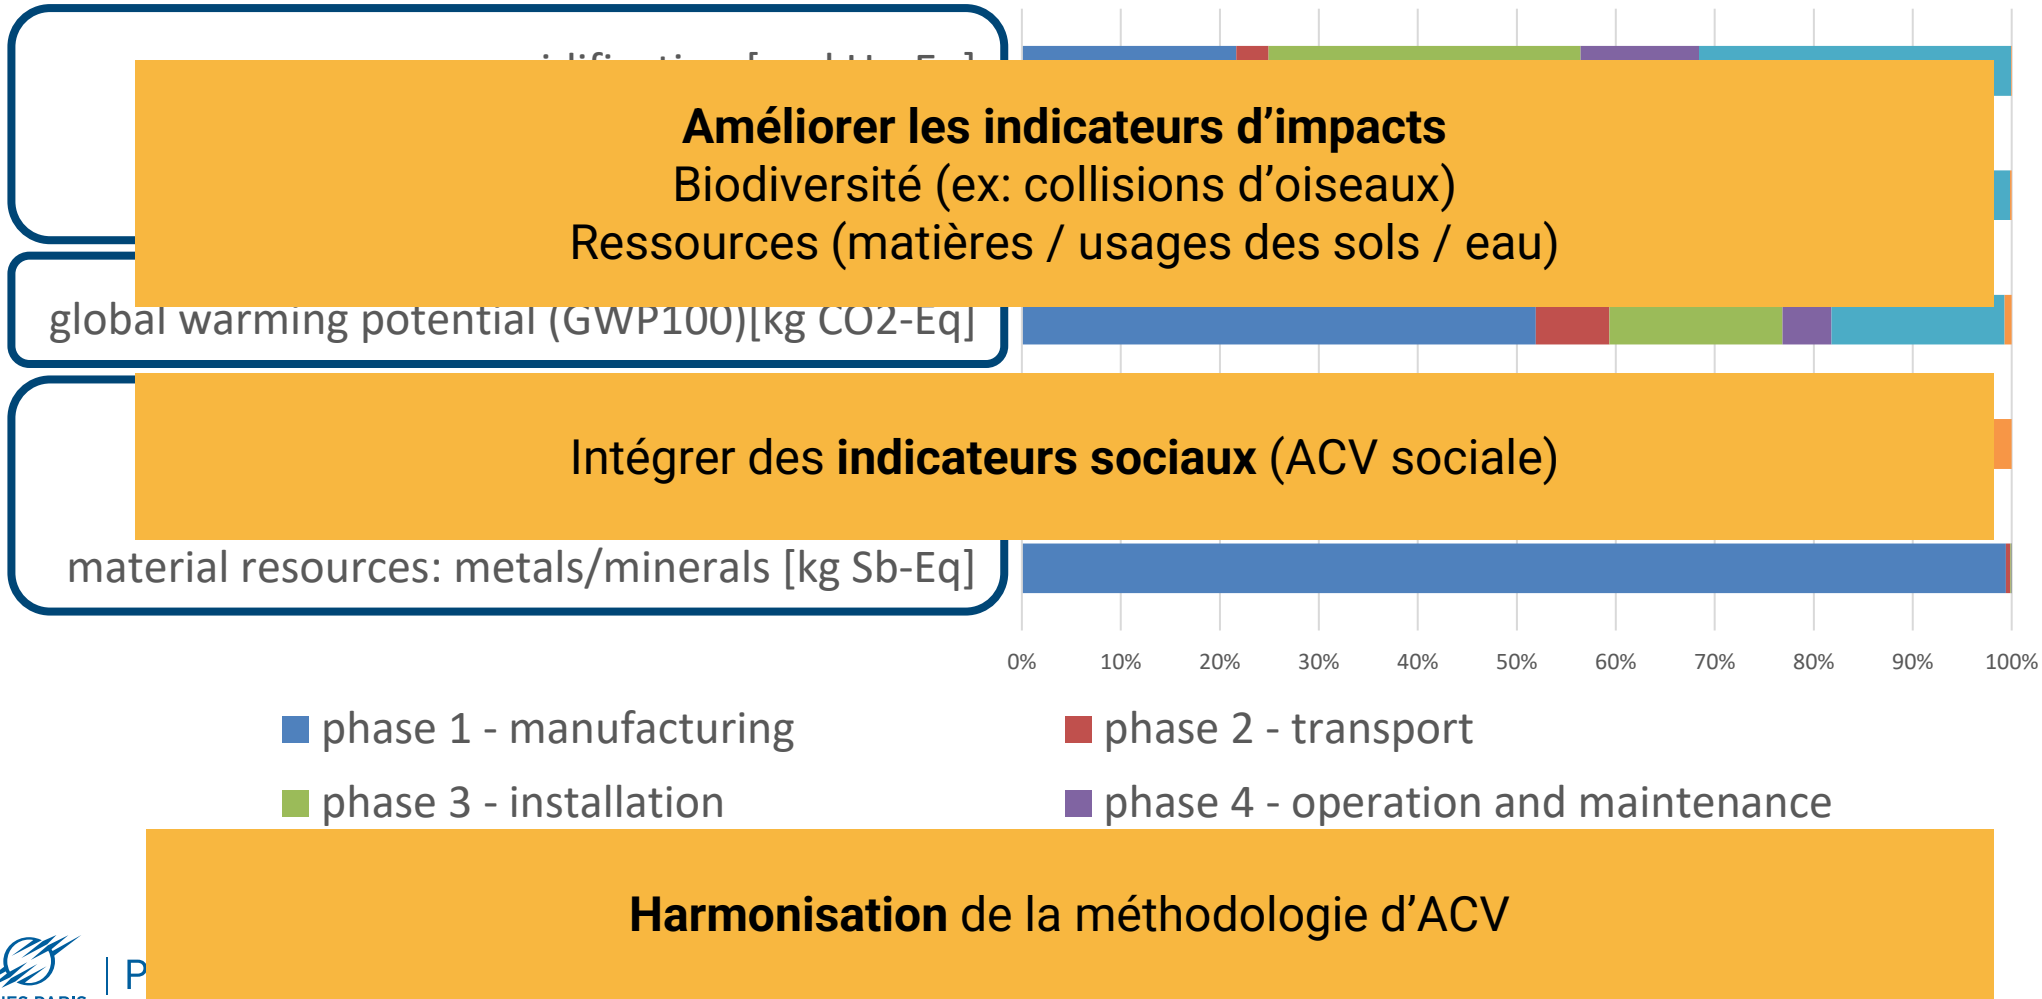 Améliorer les indicateurs d’impacts
Biodiversité (ex: collisions d’oiseaux)
Ressources (matières / usages des sols / eau)
global warming potential (GWP100)[kg CO2-Eq]
Intégrer des indicateurs sociaux (ACV sociale)
material resources: metals/minerals [kg Sb-Eq]
0% 10% 20% 30% 40% 50% 60% 70% 80% 90% 100%
phase 1 - manufacturing
phase 2 - transport
phase 3 - installation
phase 4 - operation and maintenance
Harmonisation de la méthodologie d’ACV
| P
PARIS